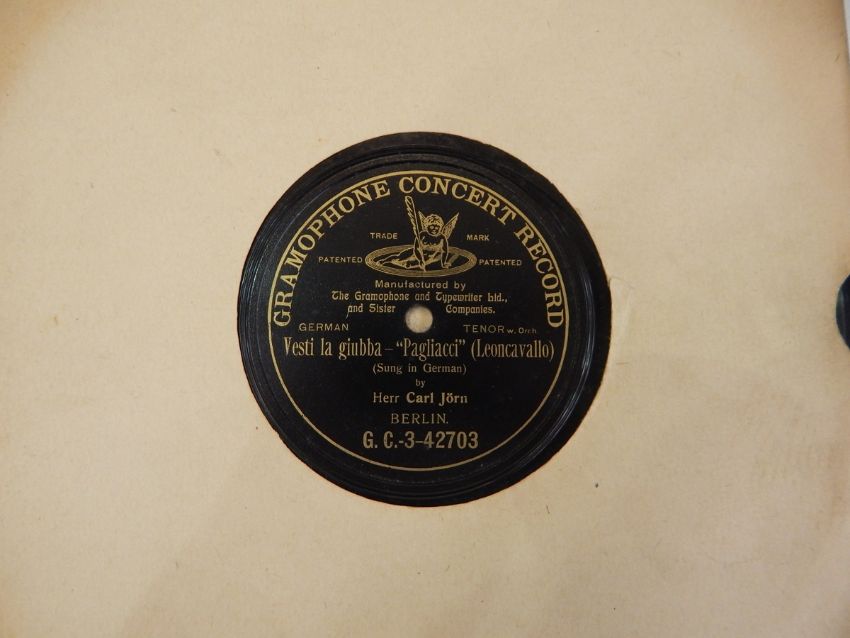 GRAMOPHONE CONCERT RECORD
TRADE MARK
PATENTED PATENTED
Manufactured by
The Gramophone and Typewriter Ltd.,
and Sister Companies.
GERMAN TENOR w. Orch.
Vesti la giubba – "Pagliacci" (Leoncavallo)
(Sung in German)
by
Herr Carl Jörn
BERLIN.
G. C.-3-42703